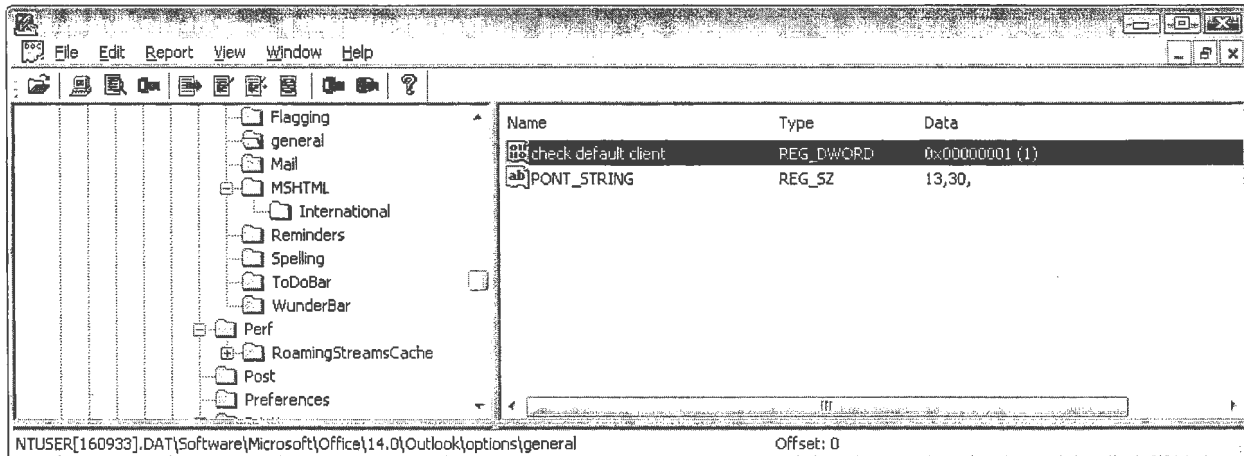 File Edit Report View Window Help
Flagging
general
Mail
MSHTML
International
Reminders
Spelling
ToDoBar
WunderBar
Perf
RoamingStreamsCache
Post
Preferences
Name Type Data
check default client REG_DWORD 0x00000001 (1)
PONT_STRING REG_SZ 13,30,
NTUSER[160933].DAT\Software\Microsoft\Office\14.0\Outlook\options\general Offset: 0